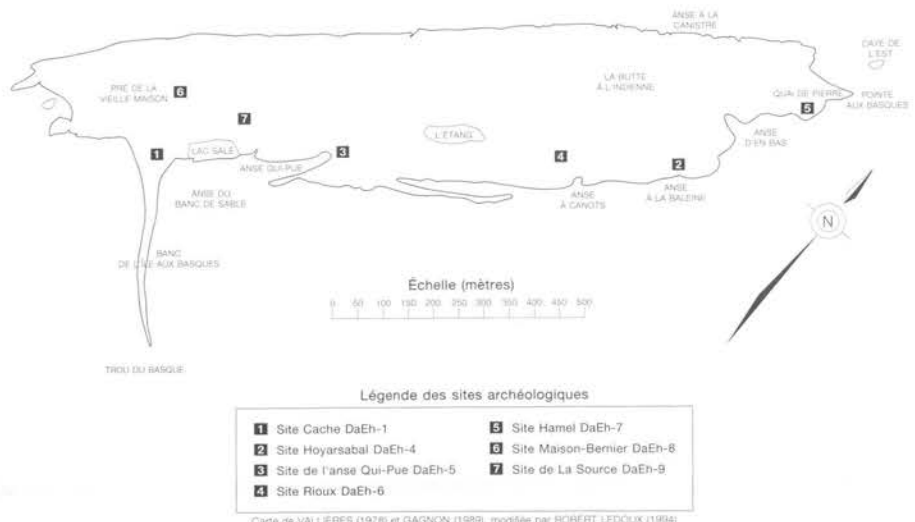 ANSE À LA
CANISTRE
CAYE DE
L'EST
PRÉ DE LA
VIEILLE MAISON
6
LA BUTTE
À L'INDIENNE
QUAI DE PIERRE
POINTE
AUX BASQUES
5
7
L'ÉTANG
ANSE
D'EN BAS
1
LAC SALÉ
3
4
2
ANSE QUI-PUE
ANSE DU
BANC DE SABLE
ANSE
À CANOTS
ANSE
À LA BALEINE
N
BANC
DE L'ÎLE AUX BASQUES
Échelle (mètres)
0 50 100 150 200 250 300 350 400 450 500
TROU DU BASQUE
Légende des sites archéologiques
1 Site Cache DaEh-1
2 Site Hoyarsabal DaEh-4
3 Site de l'anse Qui-Pue DaEh-5
4 Site Rioux DaEh-6
5 Site Hamel DaEh-7
6 Site Maison-Bernier DaEh-8
7 Site de La Source DaEh-9
Carte de VALLIÈRES (1978) et GAGNON (1989), modifiée par ROBERT LEDOUX (1994)